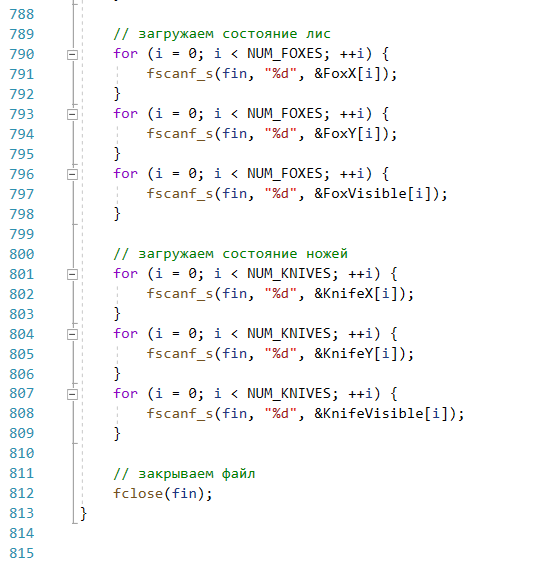 788
789 // загружаем состояние лис
790 for (i = 0; i < NUM_FOXES; ++i) {
791 fscanf_s(fin, "%d", &FoxX[i]);
792 }
793 for (i = 0; i < NUM_FOXES; ++i) {
794 fscanf_s(fin, "%d", &FoxY[i]);
795 }
796 for (i = 0; i < NUM_FOXES; ++i) {
797 fscanf_s(fin, "%d", &FoxVisible[i]);
798 }
799
800 // загружаем состояние ножей
801 for (i = 0; i < NUM_KNIVES; ++i) {
802 fscanf_s(fin, "%d", &KnifeX[i]);
803 }
804 for (i = 0; i < NUM_KNIVES; ++i) {
805 fscanf_s(fin, "%d", &KnifeY[i]);
806 }
807 for (i = 0; i < NUM_KNIVES; ++i) {
808 fscanf_s(fin, "%d", &KnifeVisible[i]);
809 }
810
811 // закрываем файл
812 fclose(fin);
813 }
814
815